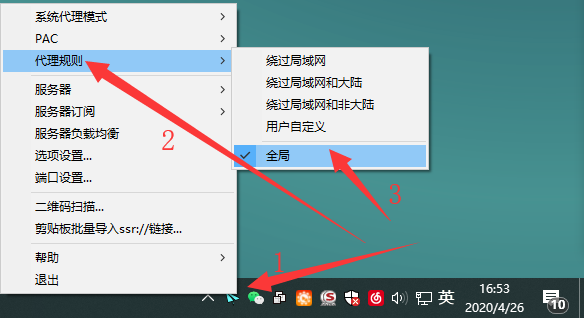 系统代理模式
PAC
代理规则
服务器
服务器订阅
服务器负载均衡
选项设置...
端口设置...
二维码扫描...
剪贴板批量导入ssr://链接...
帮助
退出
绕过局域网
绕过局域网和大陆
绕过局域网和非大陆
用户自定义
全局
1
2
3
英
16:53
2020/4/26
10